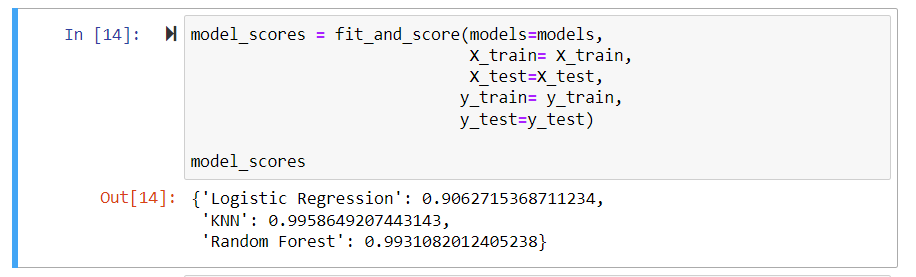 In [14]: model_scores = fit_and_score(models=models,
X_train= X_train,
X_test=X_test,
y_train= y_train,
y_test=y_test)
model_scores
Out[14]: {'Logistic Regression': 0.9062715368711234,
'KNN': 0.9958649207443143,
'Random Forest': 0.9931082012405238}